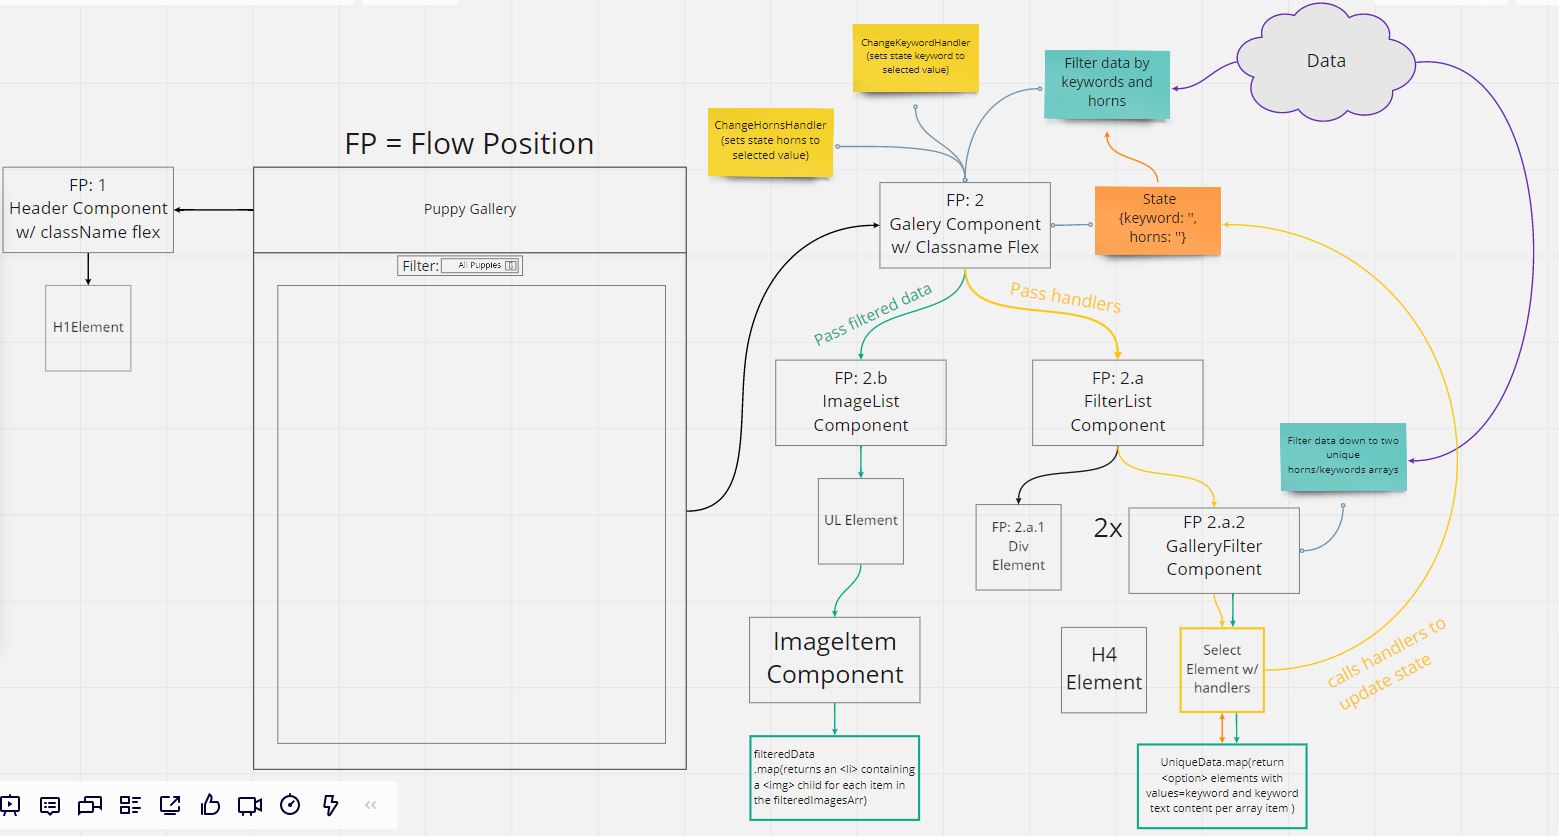 FP = Flow Position
FP: 1
Header Component
w/ className flex
H1Element
Puppy Gallery
Filter:
All Puppies
ChangeKeywordHandler
(sets state keyword to
selected value)
ChangeHornsHandler
(sets state horns to
selected value)
Filter data by
keywords and
horns
Data
FP: 2
Galery Component
w/ Classname Flex
State
{keyword: '',
horns: ''}
Pass filtered data
Pass handlers
FP: 2.b
ImageList
Component
FP: 2.a
FilterList
Component
Filter data down to two
unique
horns/keywords arrays
UL Element
FP: 2.a.1
Div
Element
2x
FP 2.a.2
GalleryFilter
Component
ImageItem
Component
H4
Element
Select
Element w/
handlers
calls handlers to
update state
filteredData
.map(returns an <li> containing
a <img> child for each item in
the filteredImagesArr)
UniqueData.map(return
<option> elements with
values=keyword and keyword
text content per array item )